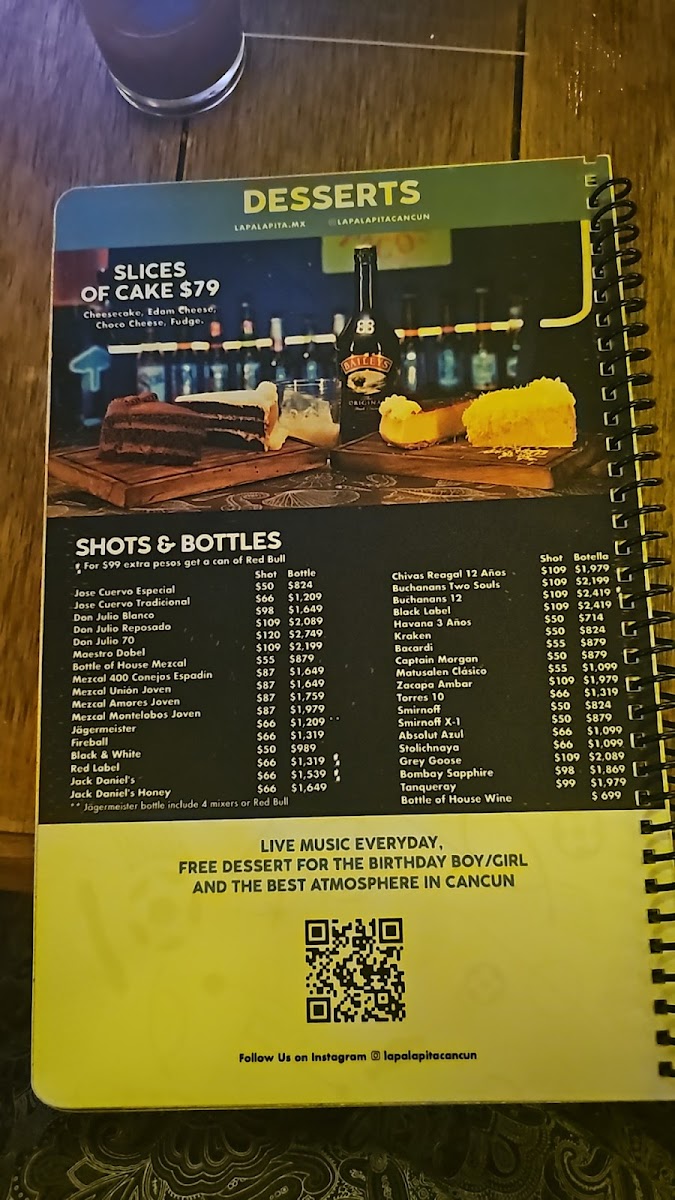 DESSERTS
LAPALAPITA.MX @LAPALAPITACANCUN
SLICES
OF CAKE $79
Cheesecake, Edam Cheese,
Choco Cheese, Fudge.
BAILEYS
ORIGINAL
SHOTS & BOTTLES
For $99 extra pesos get a can of Red Bull
Shot Bottle
Jose Cuervo Especial $50 $824
Jose Cuervo Tradicional $66 $1,209
Don Julio Blanco $98 $1,649
Don Julio Reposado $109 $2,089
Don Julio 70 $120 $2,749
Maestro Dobel $109 $2,199
Bottle of House Mezcal $55 $879
Mezcal 400 Conejos Espadin $87 $1,649
Mezcal Unión Joven $87 $1,649
Mezcal Amores Joven $87 $1,759
Mezcal Montelobos Joven $87 $1,979
Jägermeister $66 $1,209 **
Fireball $66 $1,319
Black & White $50 $989
Red Label $66 $1,319
Jack Daniel's $66 $1,539
Jack Daniel's Honey $66 $1,649
** Jägermeister bottle include 4 mixers or Red Bull
Shot Botella
Chivas Reagal 12 Años $109 $1,979
Buchanans Two Souls $109 $2,199
Buchanans 12 $109 $2,419
Black Label $109 $2,419
Havana 3 Años $50 $714
Kraken $50 $824
Bacardi $55 $879
Captain Morgan $50 $879
Matusalen Clásico $55 $1,099
Zacapa Ambar $109 $1,979
Torres 10 $66 $1,319
Smirnoff $50 $824
Smirnoff X-1 $50 $879
Absolut Azul $66 $1,099
Stolichnaya $66 $1,099
Grey Goose $109 $2,089
Bombay Sapphire $98 $1,869
Tanqueray $99 $1,979
Bottle of House Wine $ 699
LIVE MUSIC EVERYDAY,
FREE DESSERT FOR THE BIRTHDAY BOY/GIRL
AND THE BEST ATMOSPHERE IN CANCUN
Follow Us on Instagram lapalapitacancun